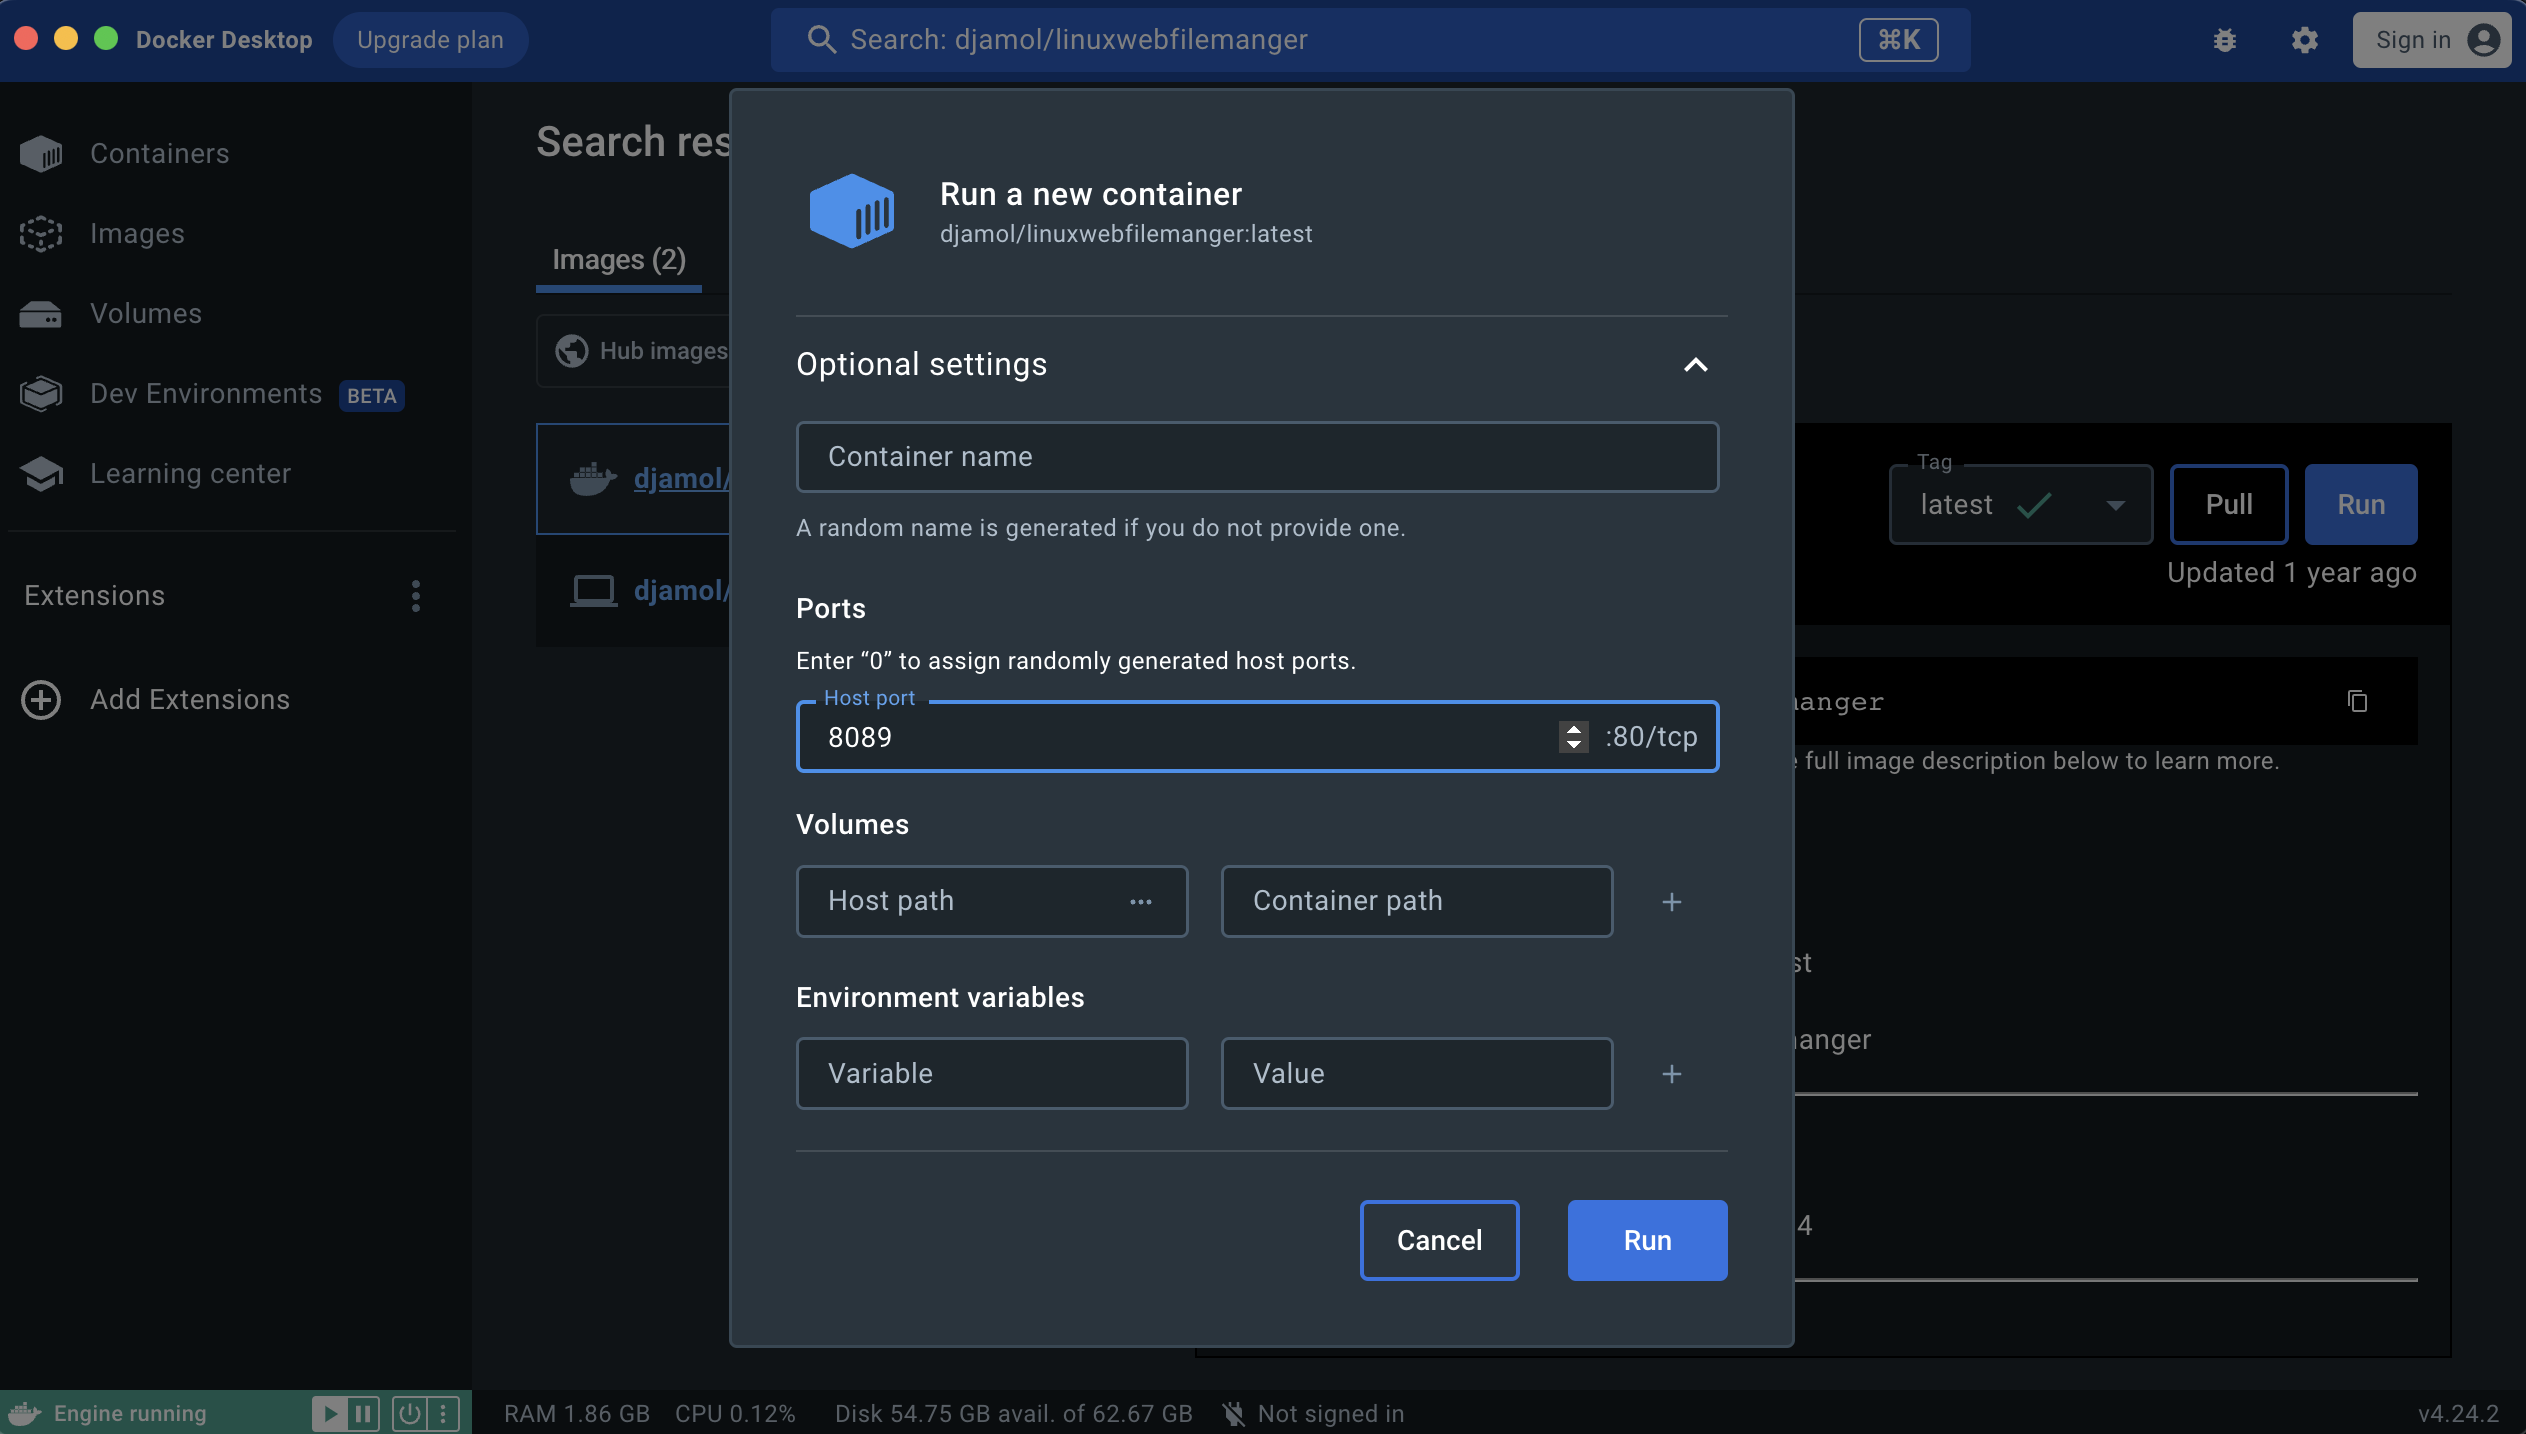 Docker Desktop
Upgrade plan
Search: djamol/linuxwebfilemanger
⌘K
Sign in
Containers
Images
Volumes
Dev Environments BETA
Learning center
Extensions
Add Extensions
Search res
Images (2)
Hub images
djamol/
djamol/
Run a new container
djamol/linuxwebfilemanger:latest
Optional settings
Container name
A random name is generated if you do not provide one.
Ports
Enter “0” to assign randomly generated host ports.
Host port
8089
:80/tcp
Volumes
Host path
Container path
Environment variables
Variable
Value
Cancel
Run
Tag
latest
Pull
Run
Updated 1 year ago
anger
full image description below to learn more.
st
anger
4
Engine running
RAM 1.86 GB CPU 0.12% Disk 54.75 GB avail. of 62.67 GB Not signed in
v4.24.2